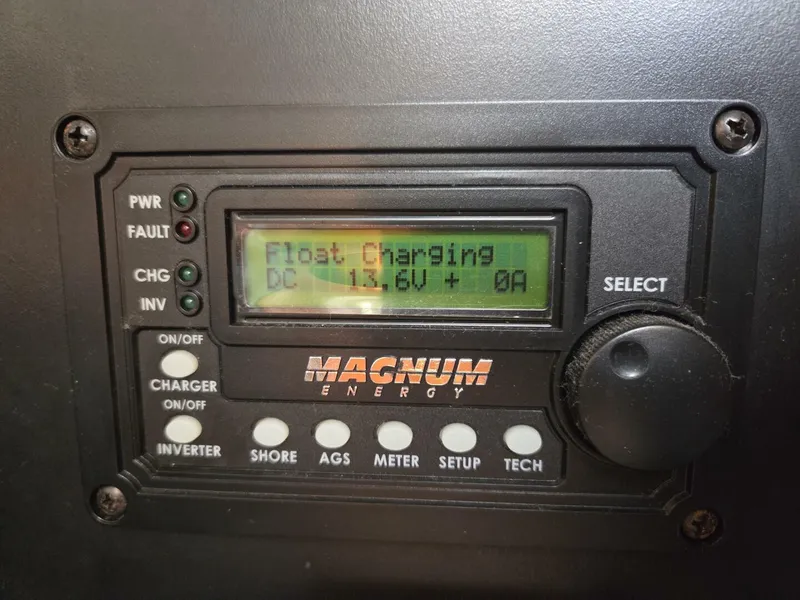 PWR
FAULT
CHG
INV
Float Charging
DC 13.6V + 0A
SELECT
ON/OFF
CHARGER
ON/OFF
INVERTER
MAGNUM
ENERGY
SHORE AGS METER SETUP TECH